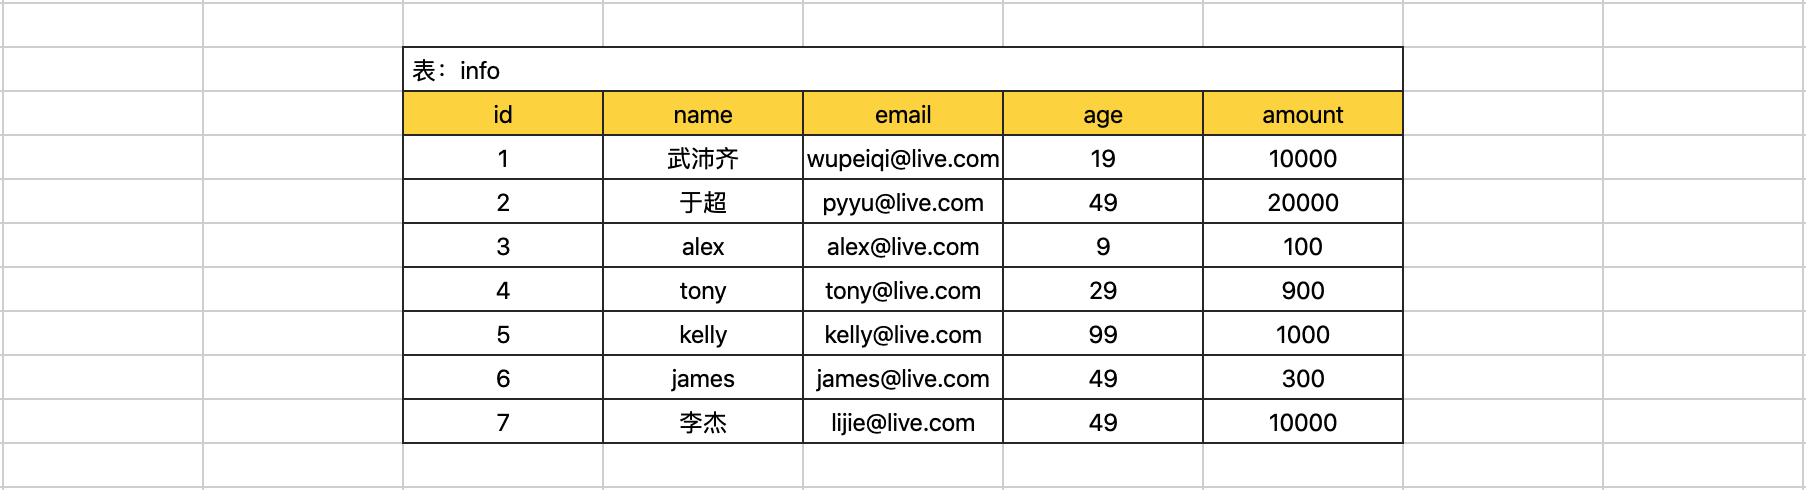 表：info
id name email age amount
1 武沛齐 wupeiqi@live.com 19 10000
2 于超 pyyu@live.com 49 20000
3 alex alex@live.com 9 100
4 tony tony@live.com 29 900
5 kelly kelly@live.com 99 1000
6 james james@live.com 49 300
7 李杰 lijie@live.com 49 10000